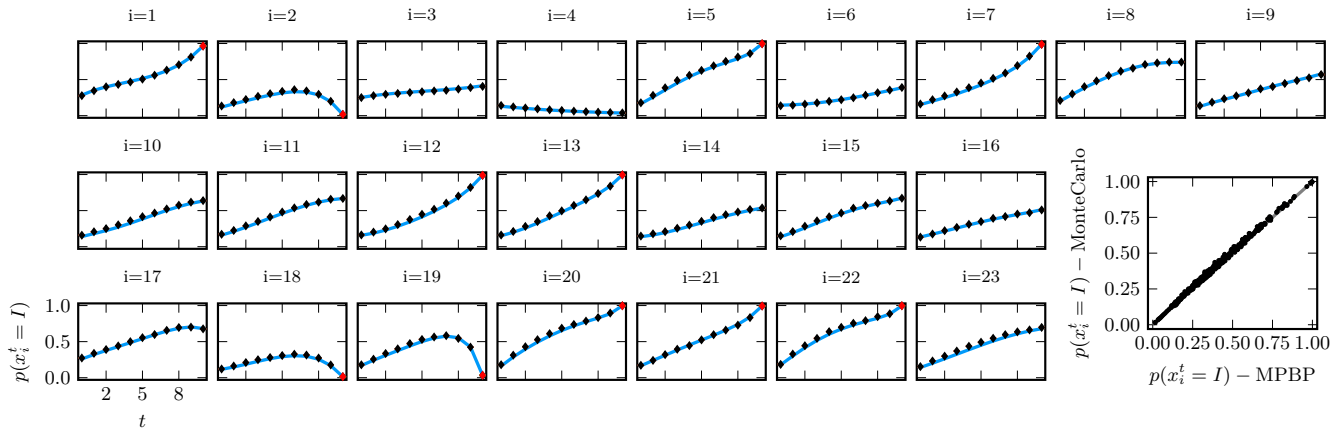 i=1 i=2 i=3 i=4 i=5 i=6 i=7 i=8 i=9
i=10 i=11 i=12 i=13 i=14 i=15 i=16
i=17 i=18 i=19 i=20 i=21 i=22 i=23
p(x_i^t = I)
1.0
0.5
0.0
2 5 8
t
p(x_i^t = I) − MonteCarlo
1.00
0.75
0.50
0.25
0.00
0.00 0.25 0.50 0.75 1.00
p(x_i^t = I) − MPBP